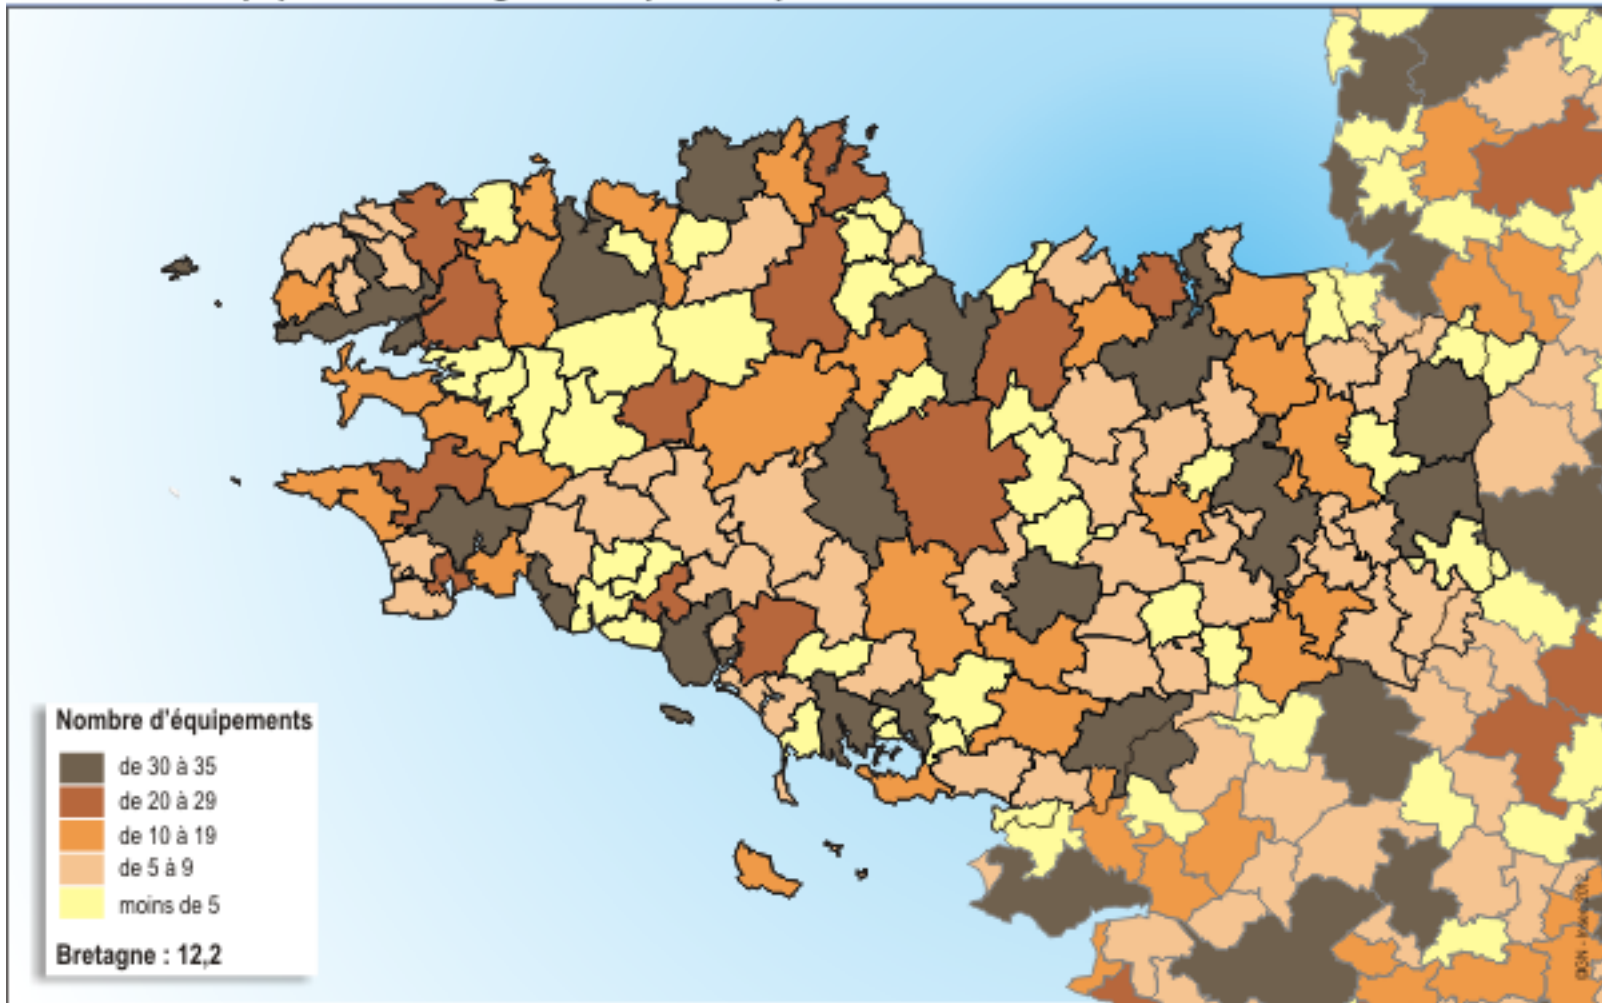 Nombre d'équipements
de 30 à 35
de 20 à 29
de 10 à 19
de 5 à 9
moins de 5
Bretagne : 12,2